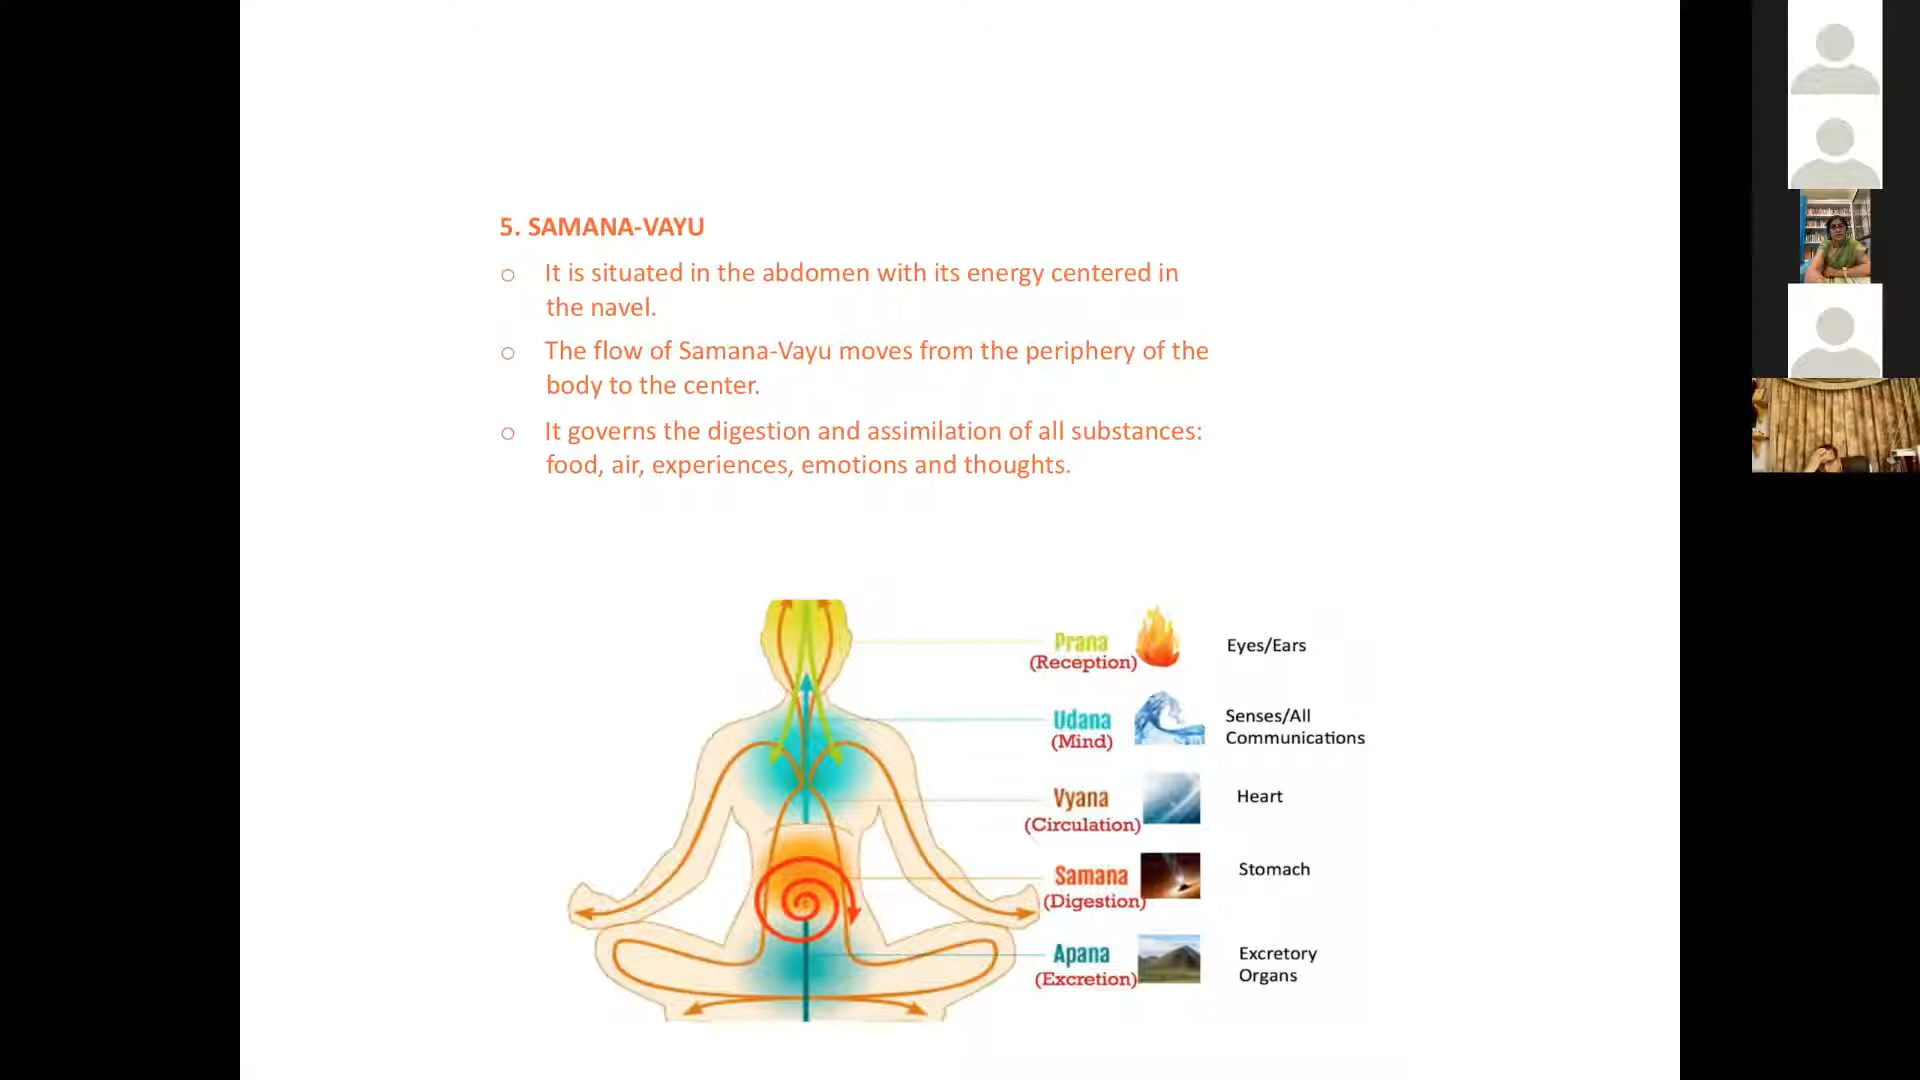 5. SAMANA-VAYU
o It is situated in the abdomen with its energy centered in
the navel.
o The flow of Samana-Vayu moves from the periphery of the
body to the center.
o It governs the digestion and assimilation of all substances:
food, air, experiences, emotions and thoughts.
Prana
(Reception)
Eyes/Ears
Udana
(Mind)
Senses/All
Communications
Vyana
(Circulation)
Heart
Samana
(Digestion)
Stomach
Apana
(Excretion)
Excretory
Organs